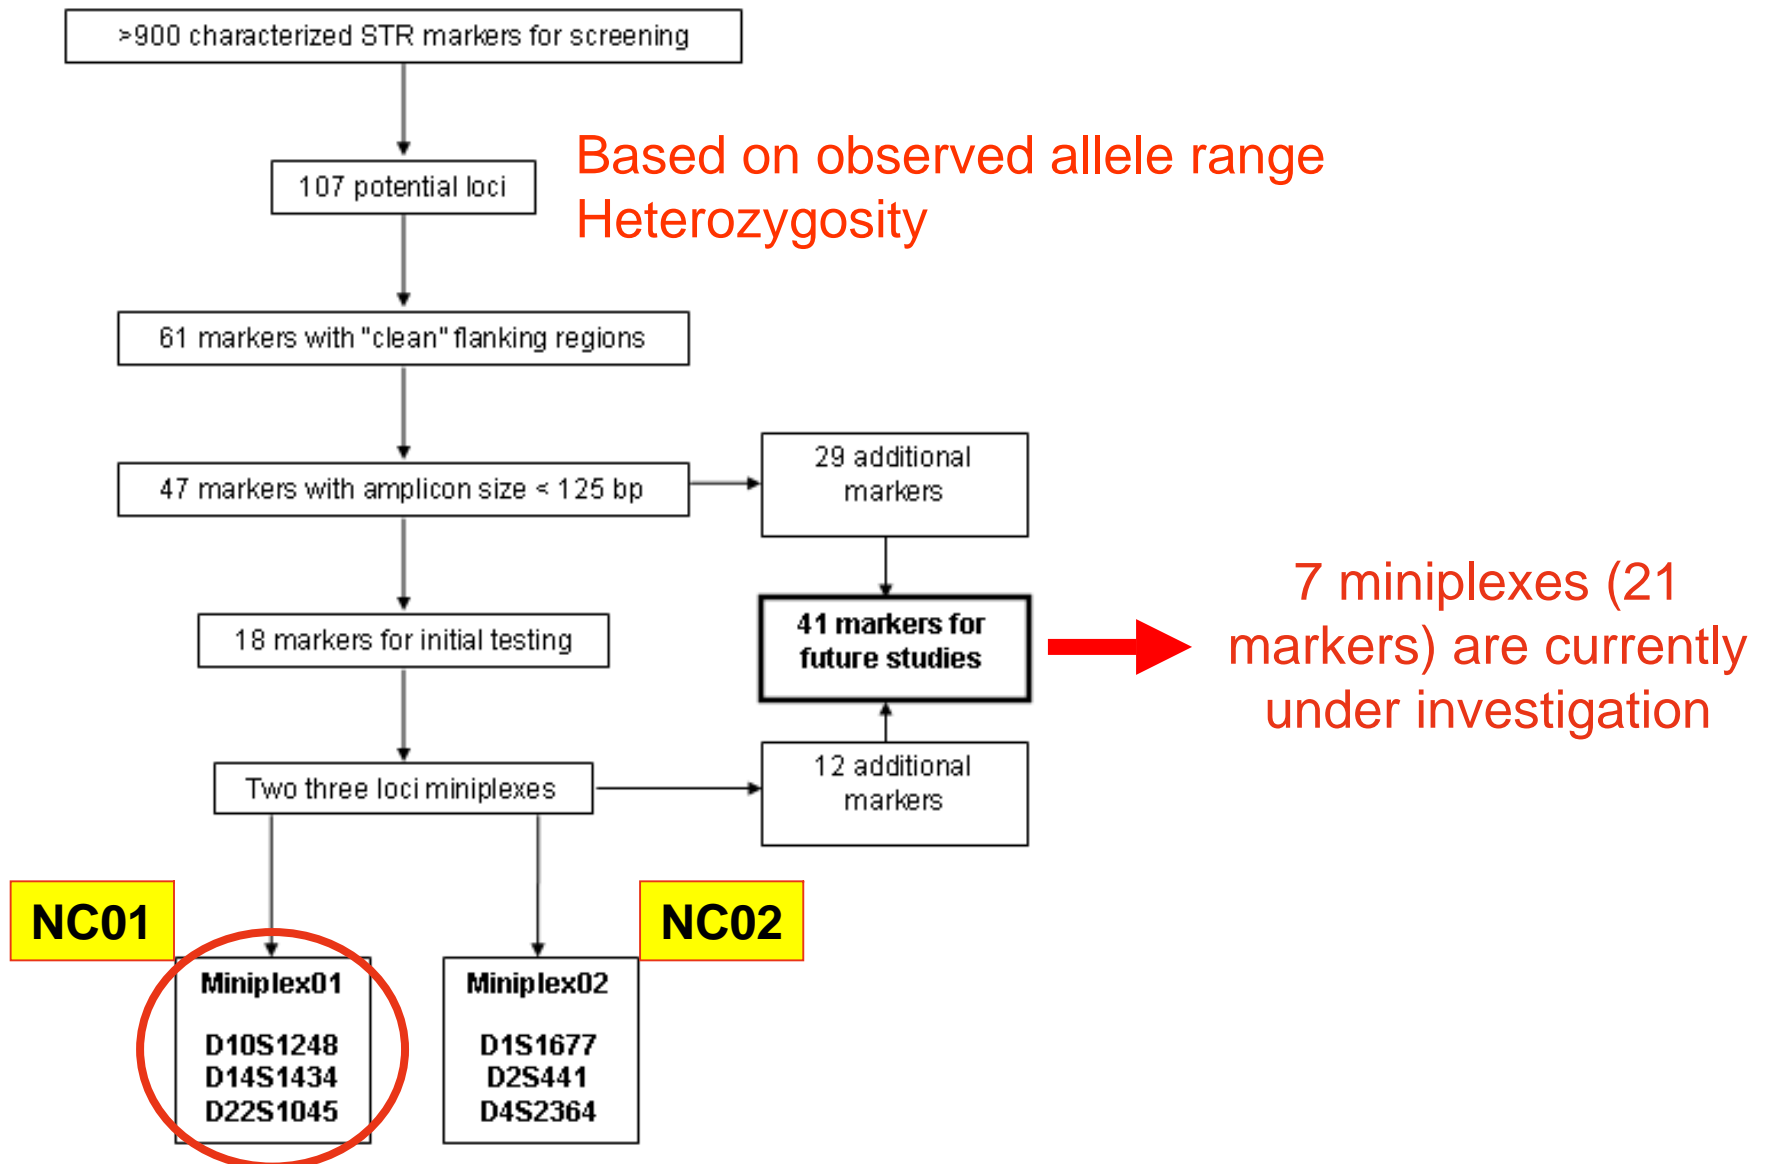 >900 characterized STR markers for screening
Based on observed allele range
Heterozygosity
107 potential loci
61 markers with "clean" flanking regions
47 markers with amplicon size < 125 bp
29 additional
markers
18 markers for initial testing
41 markers for
future studies
7 miniplexes (21
markers) are currently
under investigation
Two three loci miniplexes
12 additional
markers
NC01
NC02
Miniplex01
D10S1248
D14S1434
D22S1045
Miniplex02
D1S1677
D2S441
D4S2364